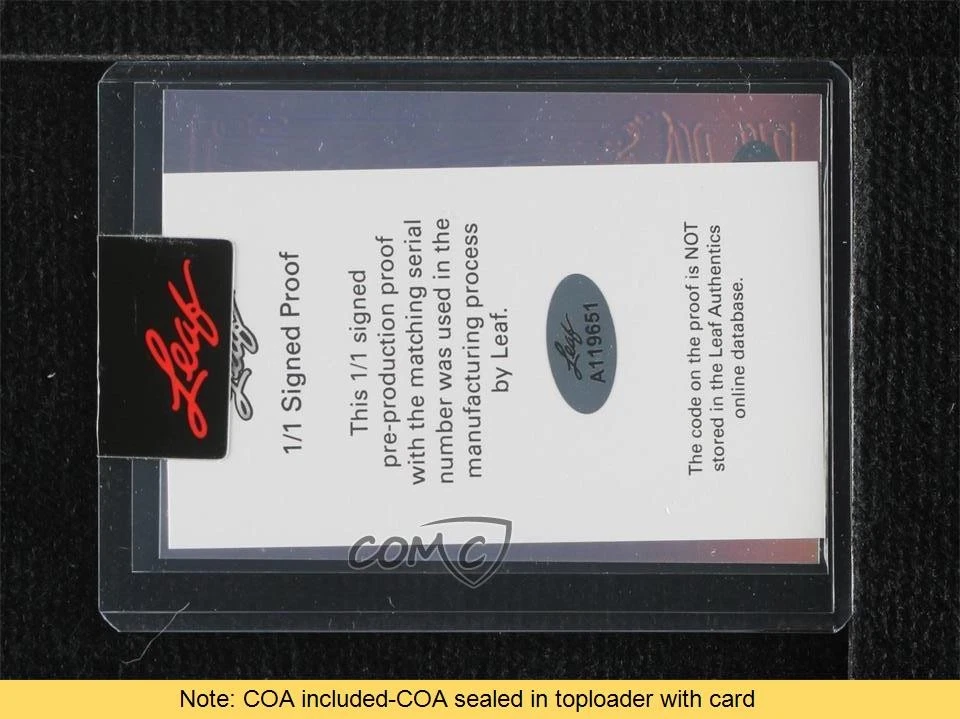 Leaf
Leaf
1/1 Signed Proof
This 1/1 signed
pre-production proof
with the matching serial
number was used in the
manufacturing process
by Leaf.
Leaf
A119651
The code on the proof is NOT
stored in the Leaf Authentics
online database.
COMC
Note: COA included-COA sealed in toploader with card